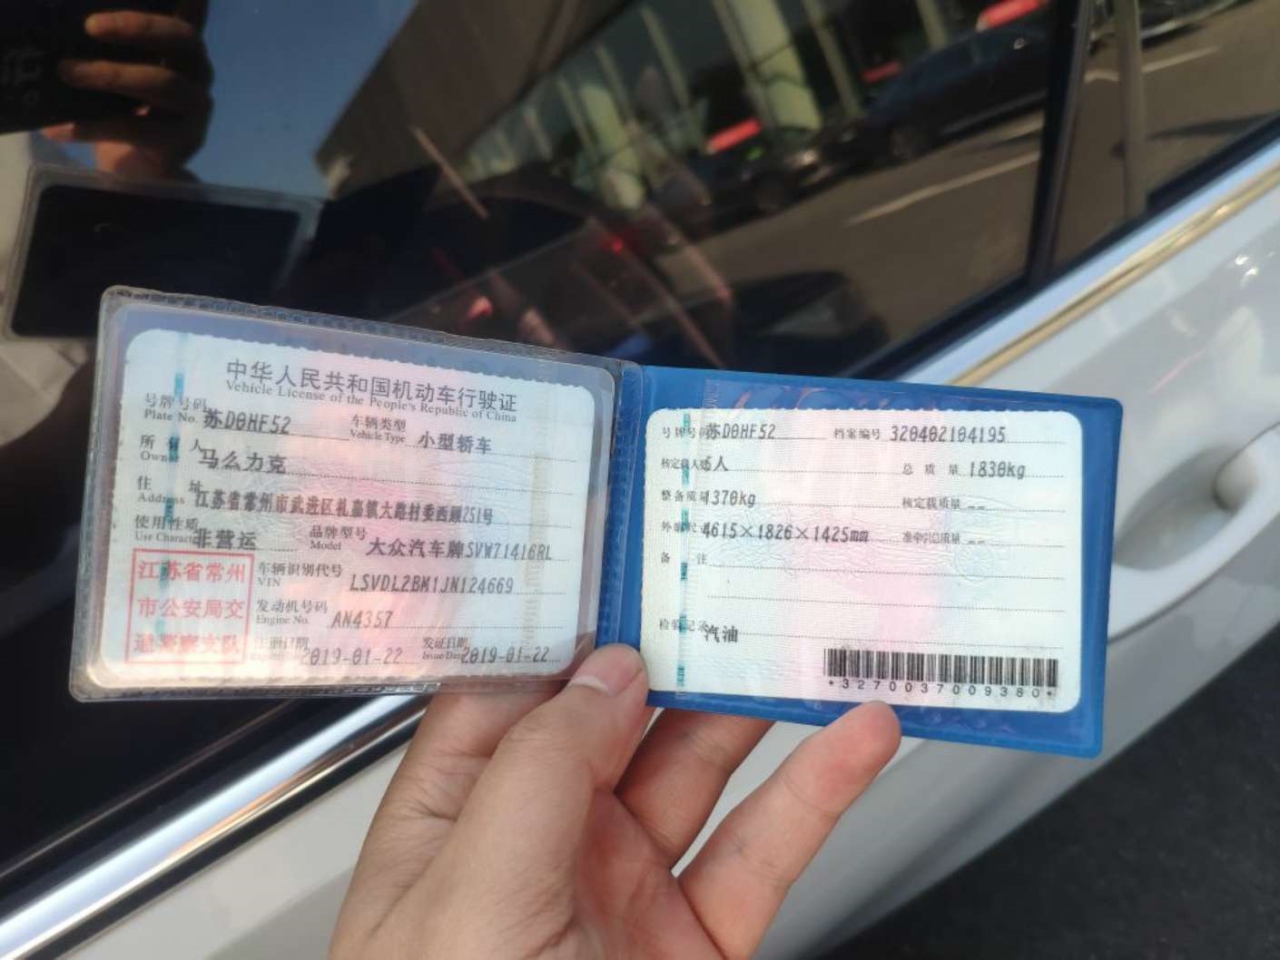 中华人民共和国机动车行驶证
Vehicle License of the People's Republic of China
号牌号码 苏D0HF52 车辆类型 小型轿车
Plate No. Vehicle Type
所有人 马么力克
Owner
住址 江苏省常州市武进区礼嘉镇大路村委西顾251号
Address
使用性质 非营运 品牌型号 大众汽车牌SVW71416RL
Use Character Model
江苏省常州
市公安局交
通警察支队
车辆识别代号 LSVDL2BM1JN124669
VIN
发动机号码 AN4357
Engine No.
注册日期 2019-01-22 发证日期 2019-01-22
Issue Date
号牌号码 苏D0HF52 档案编号 320402104195
核定载人数 5人 总质量 1830kg
整备质量 1370kg 核定载质量 --
外廓尺寸 4615×1826×1425mm 准牵引总质量 --
备注
检验记录 汽油
*3270037009380*